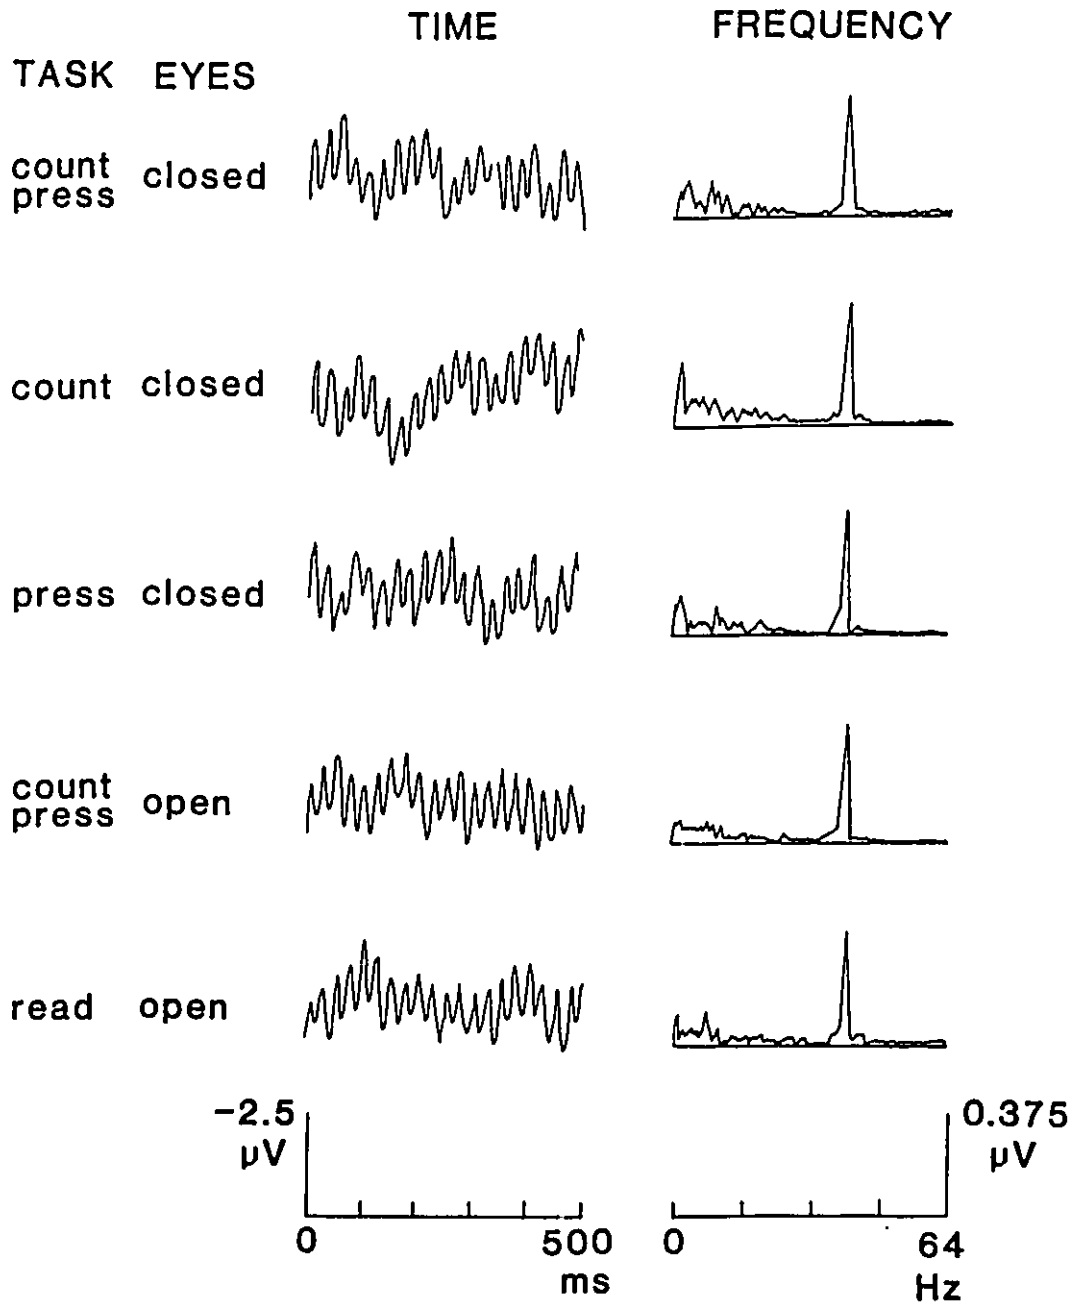 TIME FREQUENCY
TASK EYES
count
press closed
count closed
press closed
count
press open
read open
-2.5
μV
0.375
μV
0 500
ms
0 64
Hz